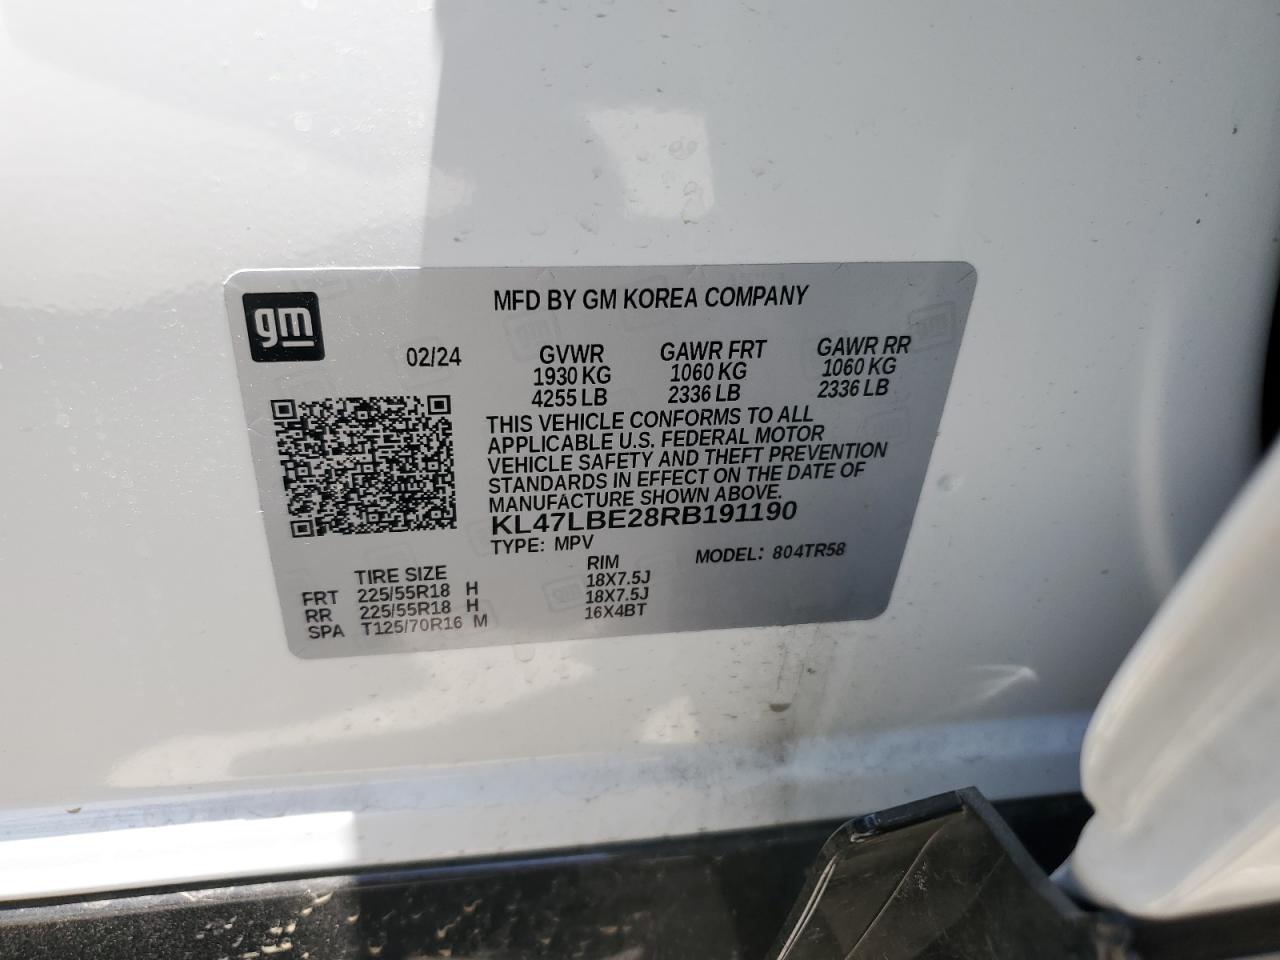 gm
MFD BY GM KOREA COMPANY
02/24
GVWR GAWR FRT GAWR RR
1930 KG 1060 KG 1060 KG
4255 LB 2336 LB 2336 LB
THIS VEHICLE CONFORMS TO ALL
APPLICABLE U.S. FEDERAL MOTOR
VEHICLE SAFETY AND THEFT PREVENTION
STANDARDS IN EFFECT ON THE DATE OF
MANUFACTURE SHOWN ABOVE.
KL47LBE28RB191190
TYPE: MPV MODEL: 804TR58
TIRE SIZE RIM
FRT 225/55R18 H 18X7.5J
RR 225/55R18 H 18X7.5J
SPA T125/70R16 M 16X4BT